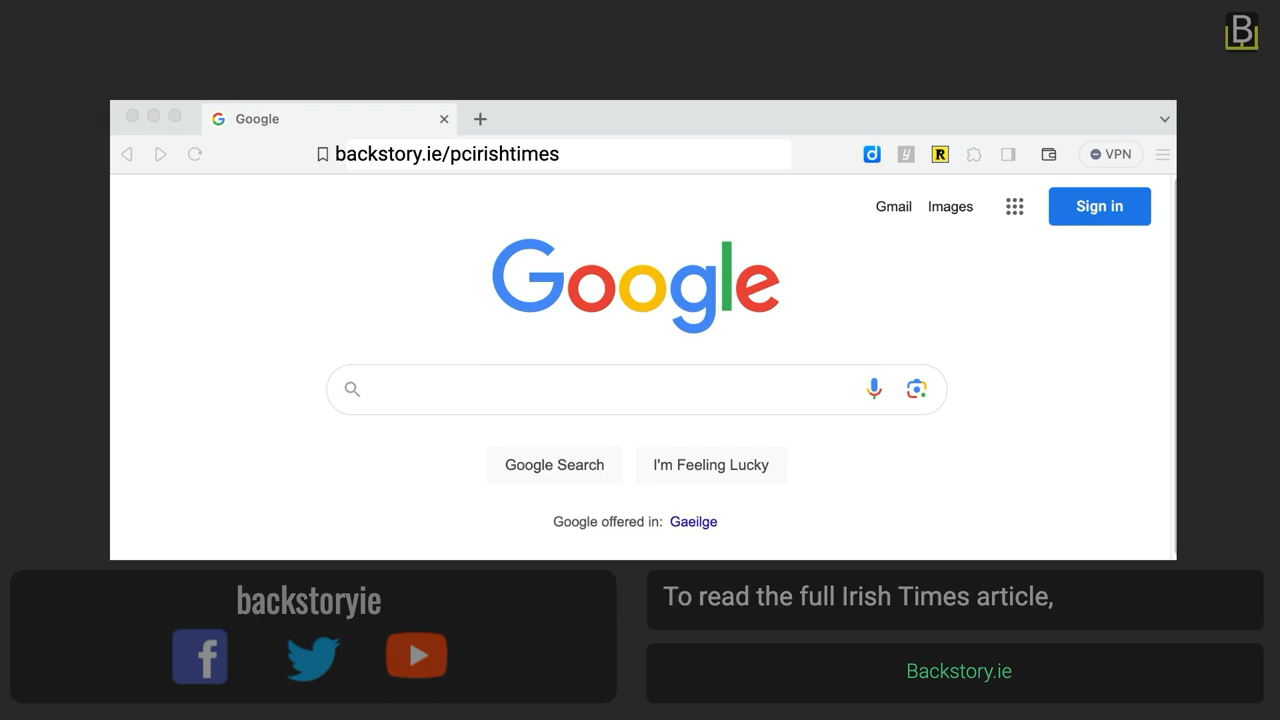 B
Google
backstory.ie/pcirishtimes
d
y
R
VPN
Gmail Images
Sign in
Google
Google Search
I'm Feeling Lucky
Google offered in: Gaeilge
backstoryie
f
To read the full Irish Times article,
Backstory.ie